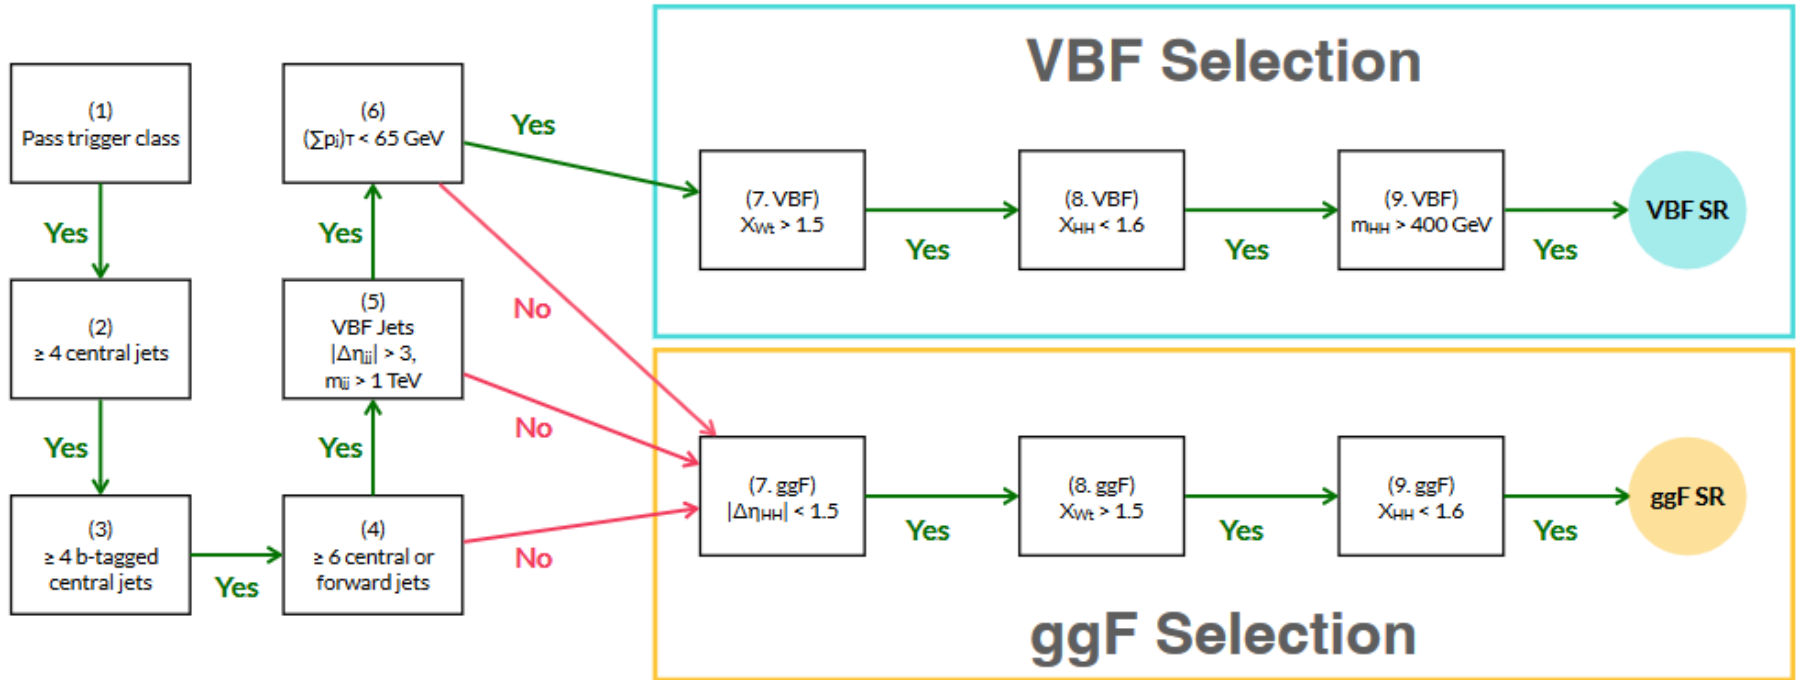 VBF Selection
(1)
Pass trigger class
Yes
(2)
≥ 4 central jets
Yes
(3)
≥ 4 b-tagged
central jets
Yes
(4)
≥ 6 central or
forward jets
Yes
No
(5)
VBF Jets
|Δηjj| > 3,
mjj > 1 TeV
Yes
No
(6)
(∑pj)T < 65 GeV
Yes
No
(7. VBF)
XWt > 1.5
Yes
(8. VBF)
XHH < 1.6
Yes
(9. VBF)
mHH > 400 GeV
Yes
VBF SR
(7. ggF)
|ΔηHH| < 1.5
Yes
(8. ggF)
XWt > 1.5
Yes
(9. ggF)
XHH < 1.6
Yes
ggF SR
ggF Selection